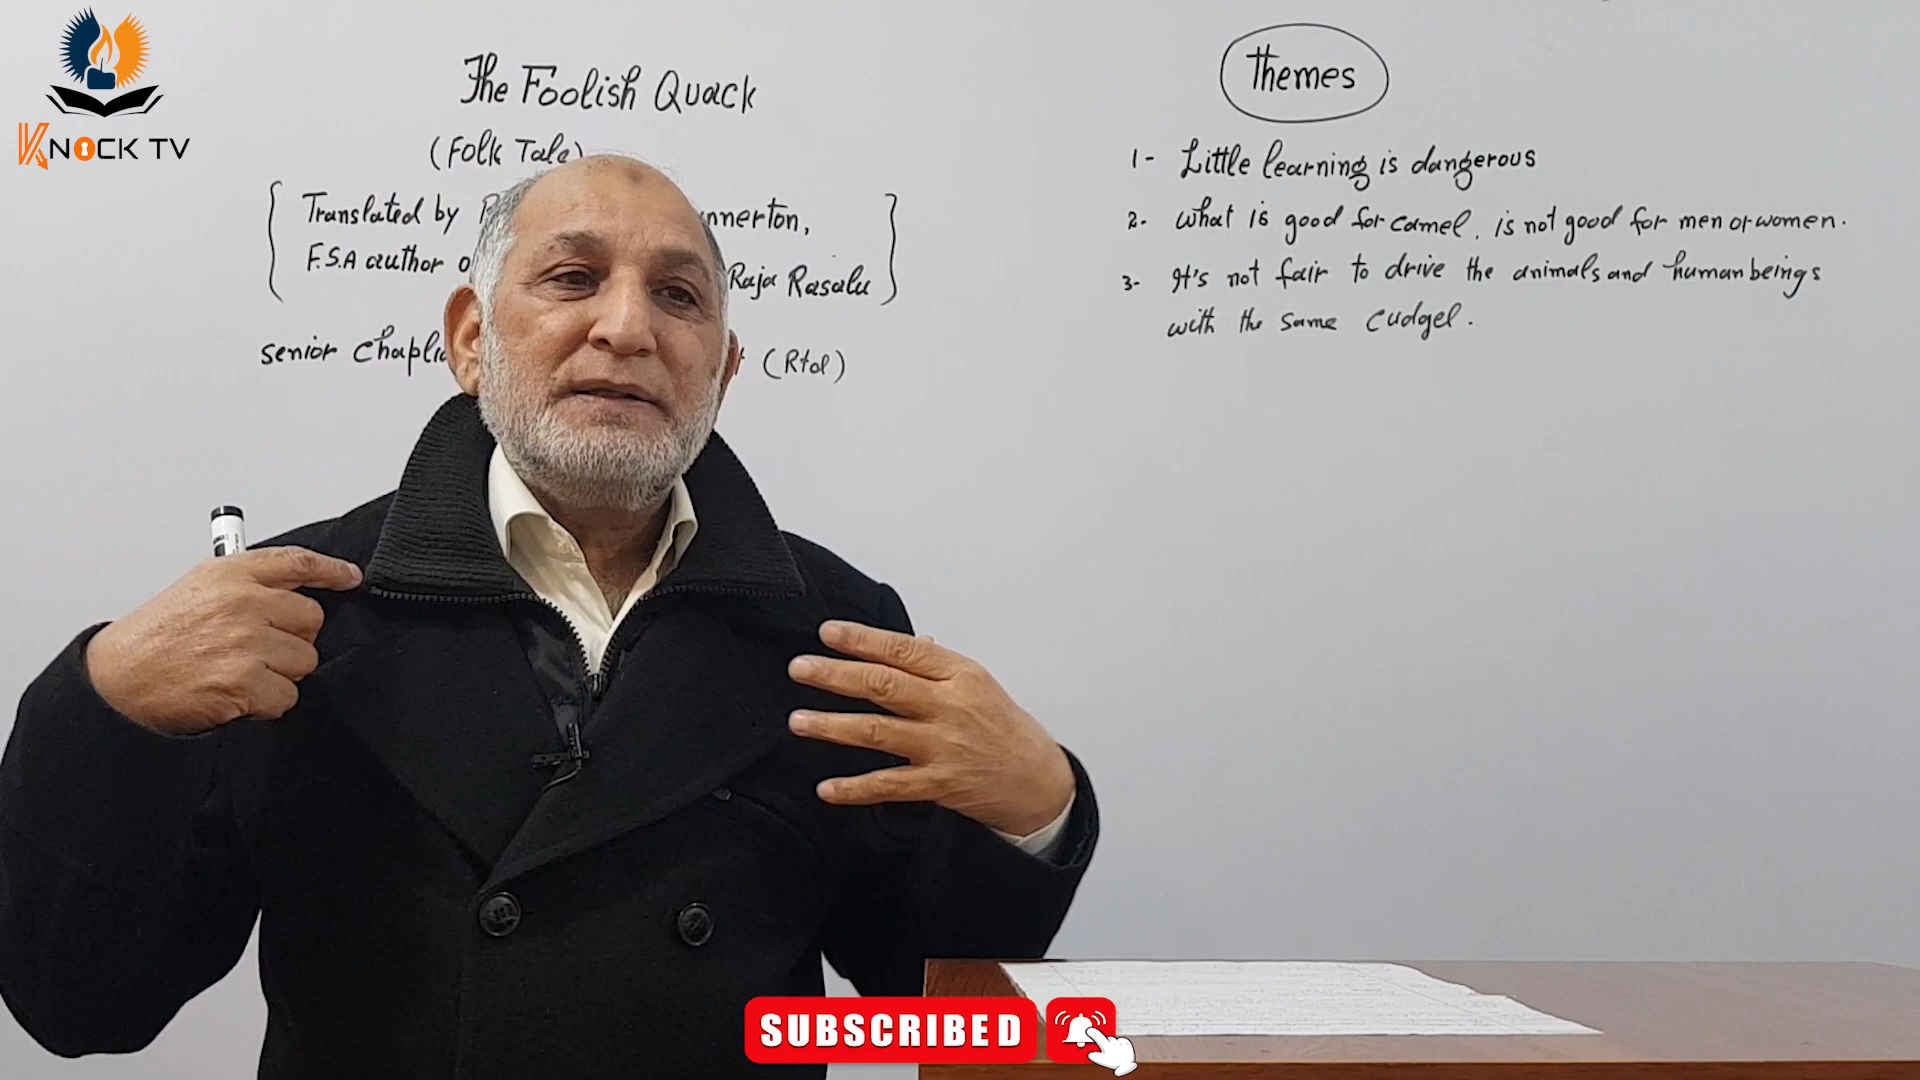 KNOCK TV
The Foolish Quack
(Folk Tale)
Translated by
nnerton,
F.S.A author
Raja Rasalu
senior Chapl
(Rtd)
Themes
1- Little learning is dangerous
2- what is good for camel, is not good for men or women.
3- It's not fair to drive the animals and human beings
with the same cudgel.
SUBSCRIBED